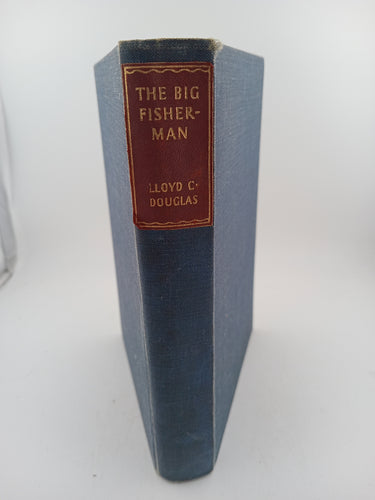 THE BIG
FISHER-
MAN
LLOYD C.
DOUGLAS